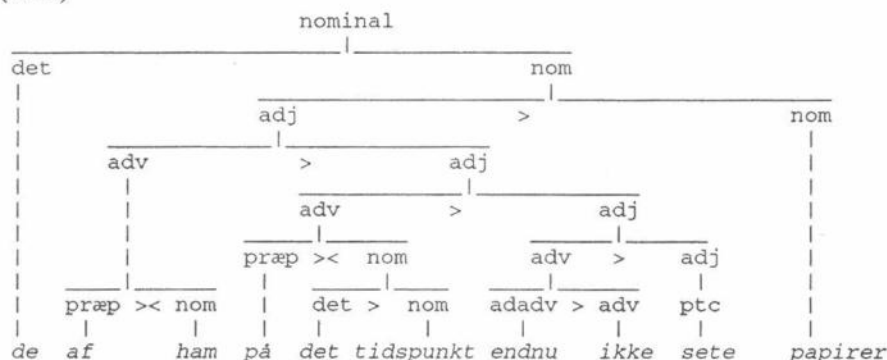 nominal
det nom
adj > nom
adv > adj
adv > adj
præp >< nom adv > adj
præp >< nom det > nom adadv > adv ptc
de af ham på det tidspunkt endnu ikke sete papirer